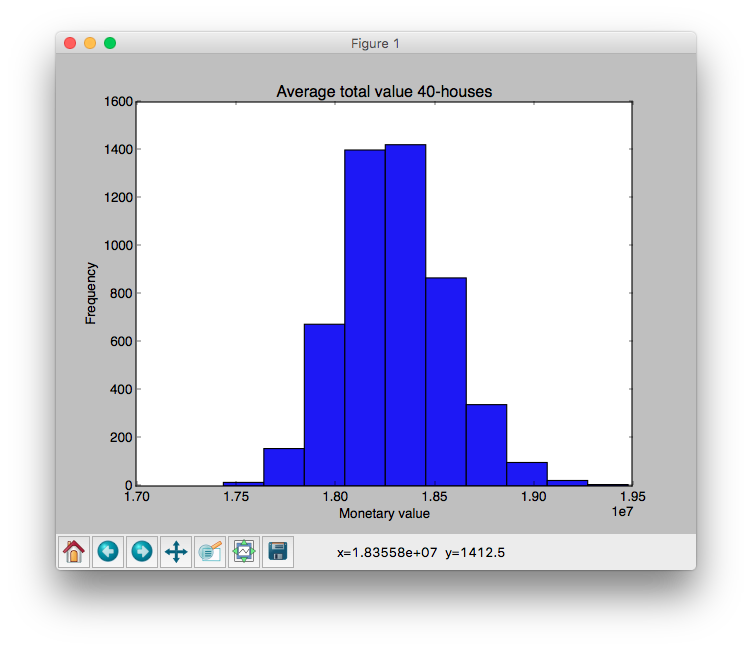 Figure 1
Average total value 40-houses
1600
1400
1200
1000
800
600
400
200
0
Frequency
1.70 1.75 1.80 1.85 1.90 1.95
1e7
Monetary value
x=1.83558e+07 y=1412.5